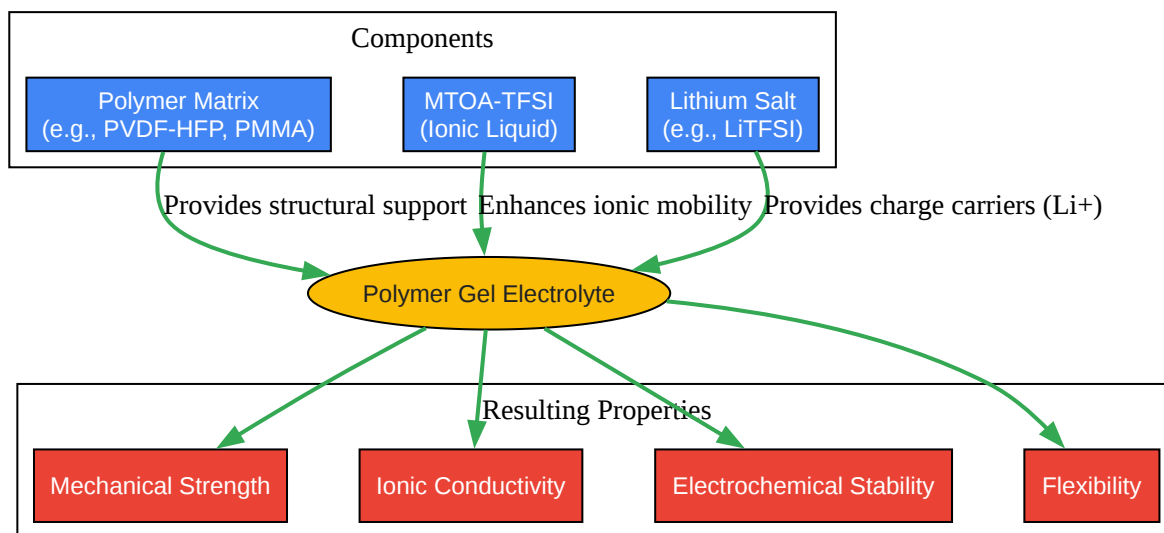 Components
Polymer Matrix
(e.g., PVDF-HFP, PMMA)
MTOA-TFSI
(Ionic Liquid)
Lithium Salt
(e.g., LiTFSI)
Provides structural support
Enhances ionic mobility
Provides charge carriers (Li+)
Polymer Gel Electrolyte
Resulting Properties
Mechanical Strength
Ionic Conductivity
Electrochemical Stability
Flexibility